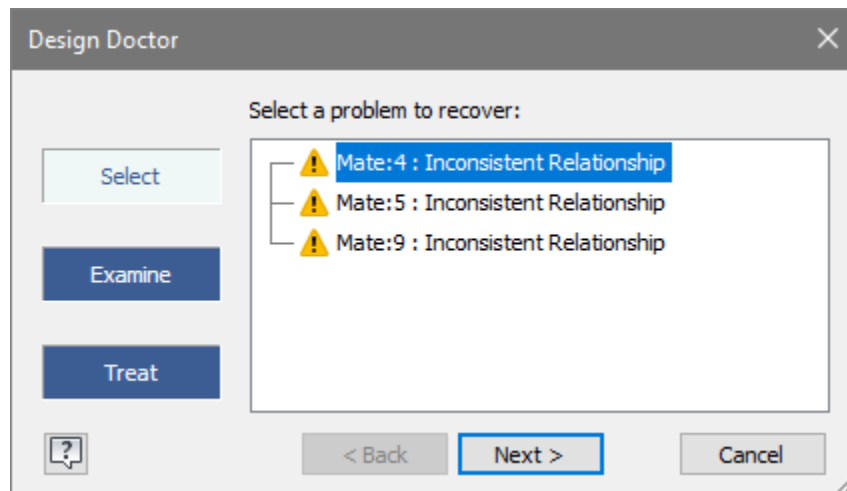 Design Doctor
Select a problem to recover:
Select
Examine
Treat
Mate:4 : Inconsistent Relationship
Mate:5 : Inconsistent Relationship
Mate:9 : Inconsistent Relationship
?
< Back
Next >
Cancel